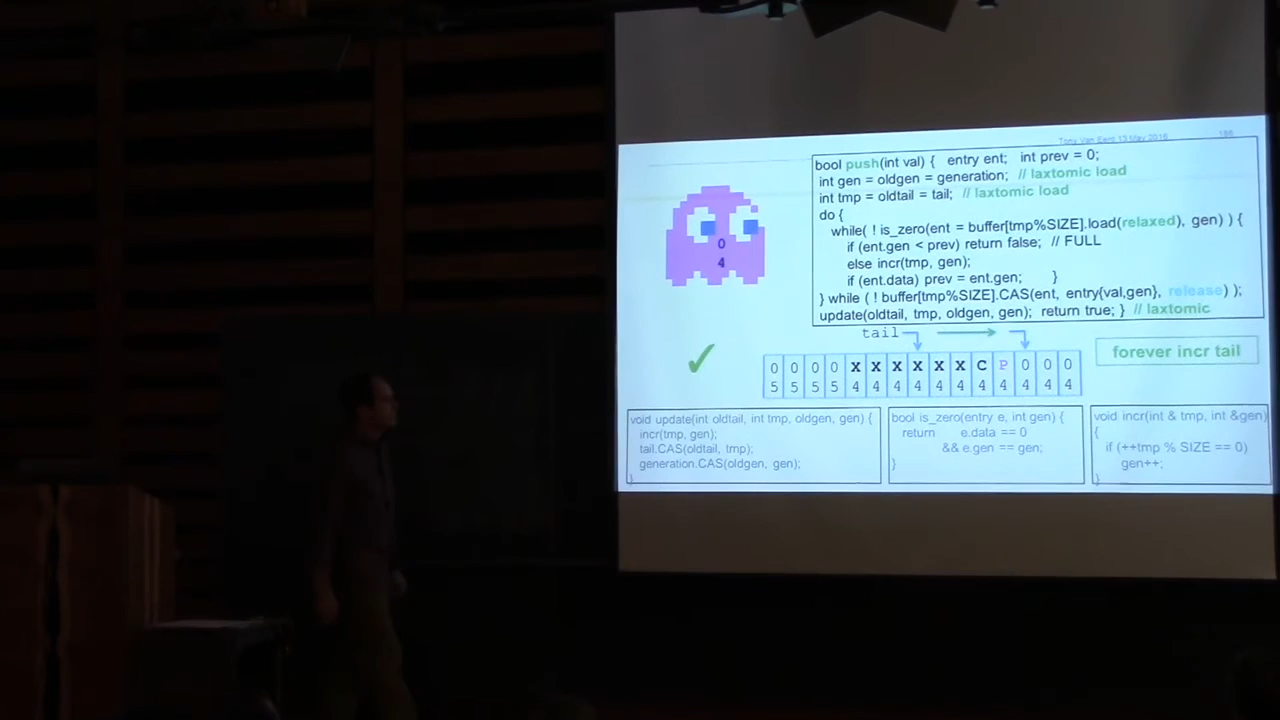 Tony Van Eerd 13 May 2016 186
bool push(int val) { entry ent; int prev = 0;
int gen = oldgen = generation; // laxtomic load
int tmp = oldtail = tail; // laxtomic load
do {
while( ! is_zero(ent = buffer[tmp%SIZE].load(relaxed), gen) ) {
if (ent.gen < prev) return false; // FULL
else incr(tmp, gen);
if (ent.data) prev = ent.gen; }
} while ( ! buffer[tmp%SIZE].CAS(ent, entry{val,gen}, release) );
update(oldtail, tmp, oldgen, gen); return true; } // laxtomic
0
4
tail
forever incr tail
0 0 0 0 X X X X X X C P 0 0 0
5 5 5 5 4 4 4 4 4 4 4 4 4 4 4
void update(int oldtail, int tmp, oldgen, gen) {
incr(tmp, gen);
tail.CAS(oldtail, tmp);
generation.CAS(oldgen, gen);
}
bool is_zero(entry e, int gen) {
return e.data == 0
&& e.gen == gen;
}
void incr(int & tmp, int &gen)
{
if (++tmp % SIZE == 0)
gen++;
}